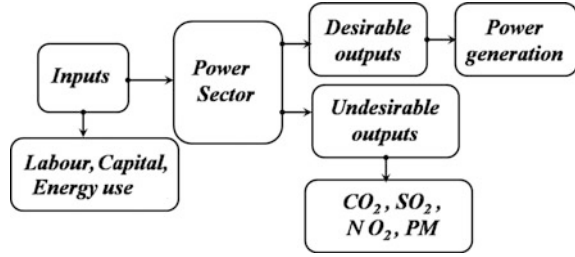 Inputs
Labour, Capital,
Energy use
Power
Sector
Desirable
outputs
Power
generation
Undesirable
outputs
CO₂, SO₂,
NO₂, PM